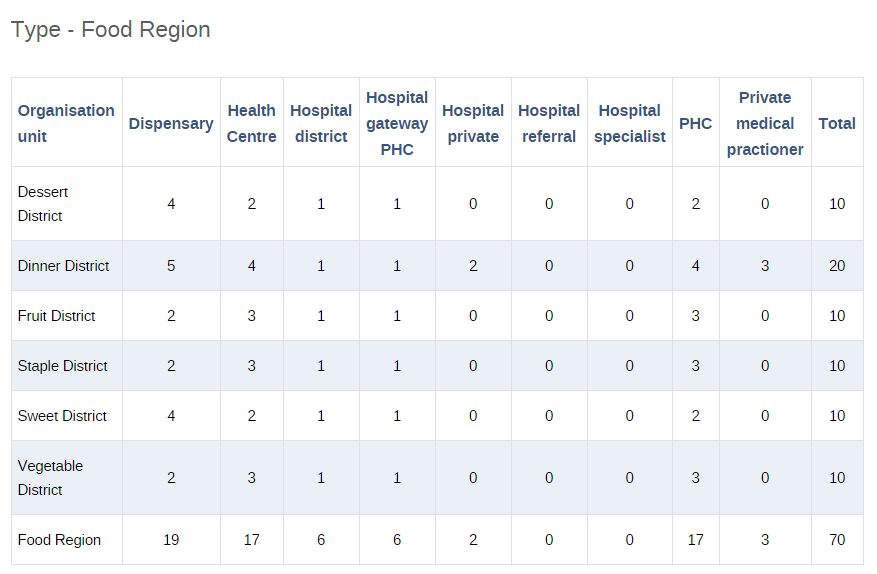 Type - Food Region
Organisation unit Dispensary Health Centre Hospital district Hospital gateway PHC Hospital private Hospital referral Hospital specialist PHC Private medical practioner Total
Dessert District 4 2 1 1 0 0 0 2 0 10
Dinner District 5 4 1 1 2 0 0 4 3 20
Fruit District 2 3 1 1 0 0 0 3 0 10
Staple District 2 3 1 1 0 0 0 3 0 10
Sweet District 4 2 1 1 0 0 0 2 0 10
Vegetable District 2 3 1 1 0 0 0 3 0 10
Food Region 19 17 6 6 2 0 0 17 3 70